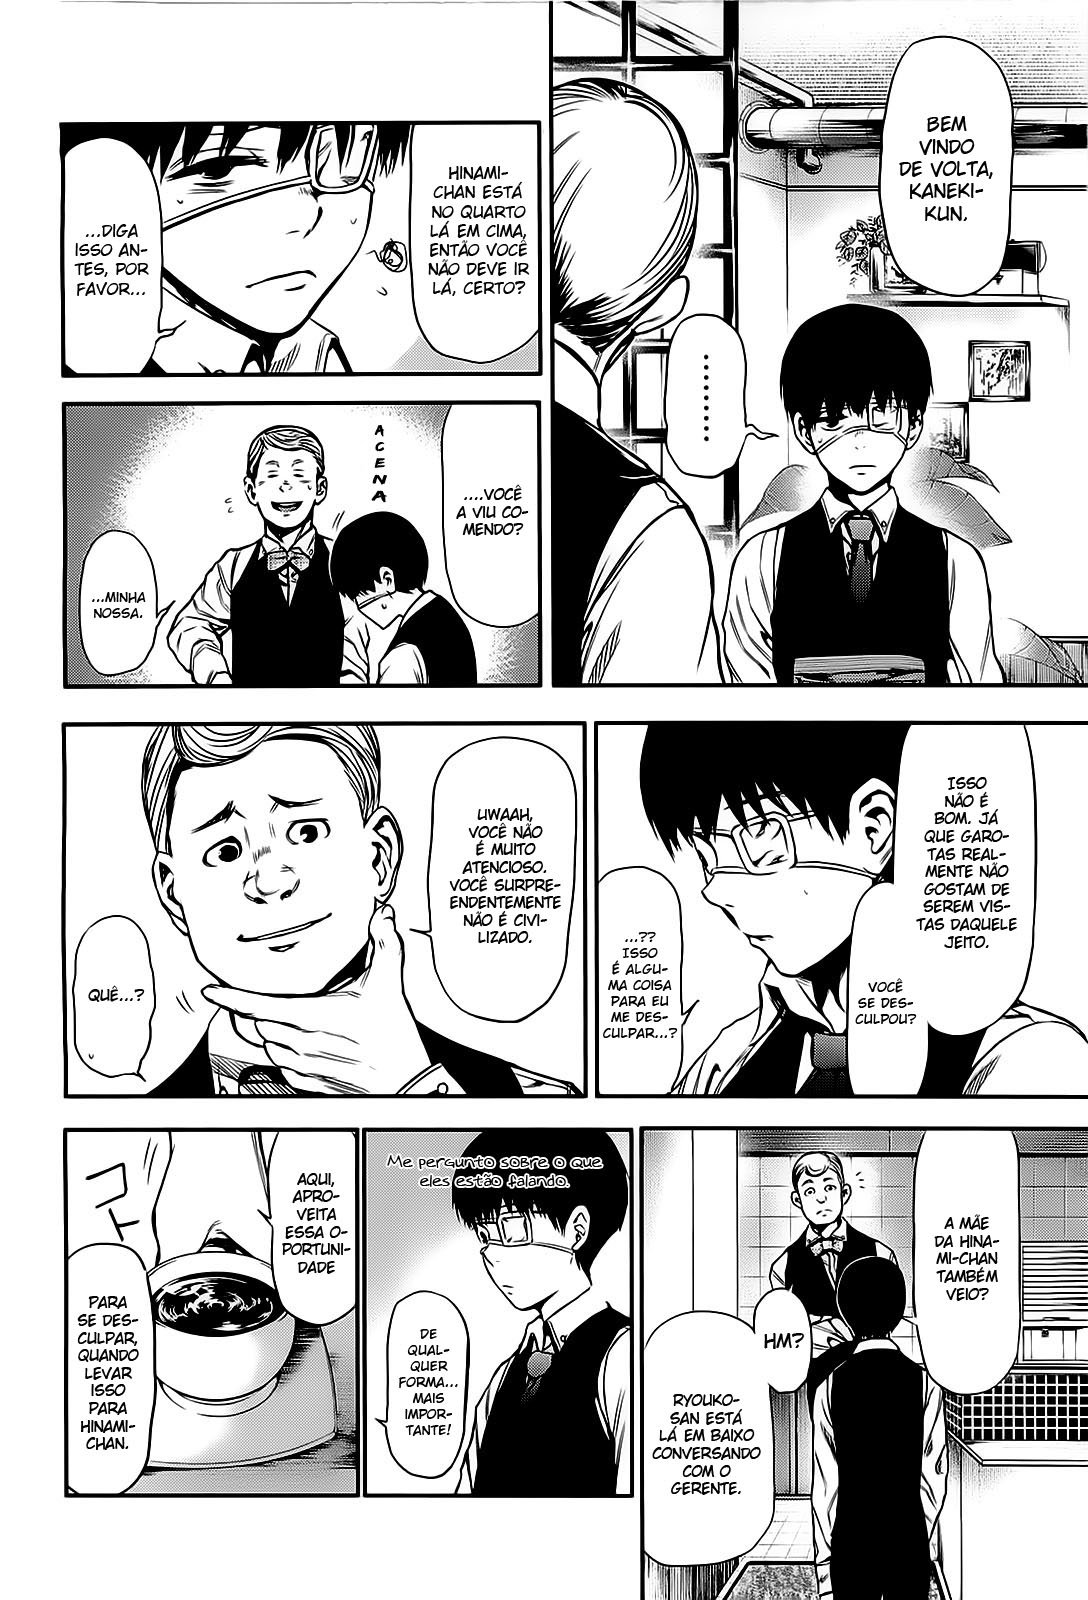 BEM
VINDO
DE VOLTA,
KANEKI-
KUN.
........
HINAMI-
CHAN ESTÁ
NO QUARTO
LÁ EM CIMA,
ENTÃO VOCÊ
NÃO DEVE IR
LÁ, CERTO?
...DIGA
ISSO AN-
TES, POR
FAVOR...
....VOCÊ
A VIU CO-
MENDO?
ACENA
...MINHA
NOSSA.
ISSO
NÃO É
BOM. JÁ
QUE GARO-
TAS REAL-
MENTE NÃO
GOSTAM DE
SEREM VIS-
TAS DAQUELE
JEITO.
VOCÊ
SE DES-
CULPOU?
...??
ISSO
É ALGU-
MA COISA
PARA EU
ME DES-
CULPAR...?
UWAAH,
VOCÊ NÃO
É MUITO
ATENCIOSO.
VOCÊ SURPRE-
ENDENTEMENTE
NÃO É CIVI-
LIZADO.
QUÊ...?
A MÃE
DA HINA-
MI-CHAN
TAMBÉM
VEIO?
HM?
RYOUKO-
SAN ESTÁ
LÁ EM BAIXO
CONVERSANDO
COM O
GERENTE.
Me pergunto sobre o que
eles estão falando.
DE
QUAL-
QUER
FORMA...
MAIS
IMPOR-
TANTE!
AQUI,
APRO-
VEITA
ESSA O-
PORTUNI-
DADE
コト
PARA
SE DES-
CULPAR,
QUANDO
LEVAR
ISSO
PARA
HINAMI-
CHAN.